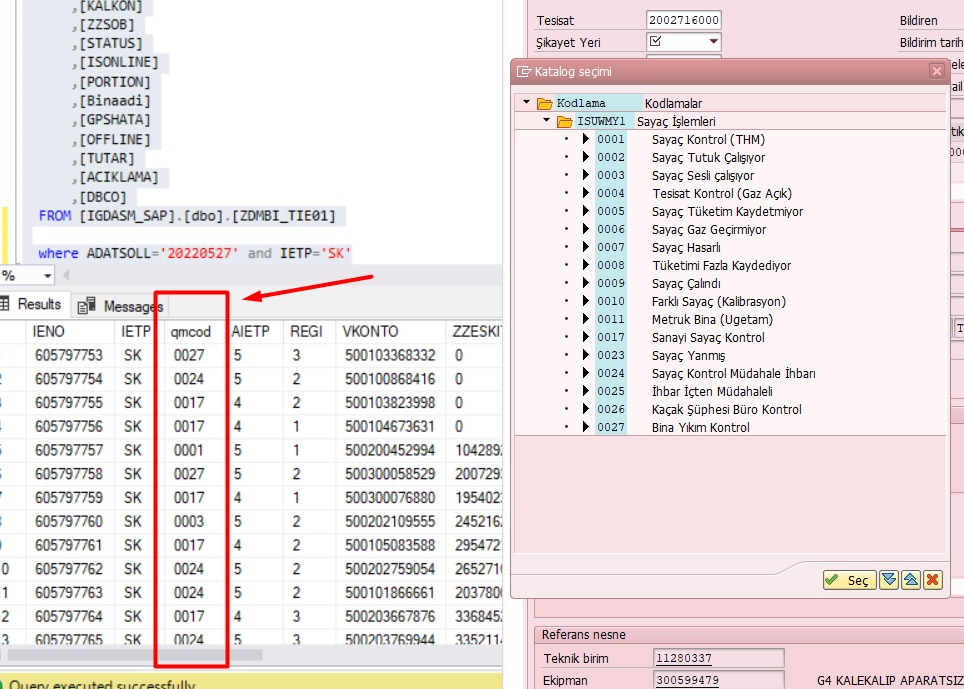 ,[KALKON]
,[ZZSOB]
,[STATUS]
,[ISONLINE]
,[PORTION]
,[Binaadi]
,[GPSHATA]
,[OFFLINE]
,[TUTAR]
,[ACIKLAMA]
,[DBCO]
FROM [IGDASM_SAP].[dbo].[ZDMBI_TIE01]
where ADATSOLL='20220527' and IETP='SK'
%
Results Messages
IENO IETP qmcod AIETP REGI VKONTO ZZESKI
605797753 SK 0027 5 3 500103368332 0
605797754 SK 0024 5 2 500100868416 0
605797755 SK 0017 4 2 500103823998 0
605797756 SK 0017 4 1 500104673631 0
605797757 SK 0001 5 1 500200452994 104289
605797758 SK 0027 5 2 500300058529 200729
605797759 SK 0017 4 1 500300076880 195402
605797760 SK 0003 5 2 500202109555 245216
605797761 SK 0017 4 2 500105083588 295472
0 605797762 SK 0024 5 2 500202759054 265271
1 605797763 SK 0024 5 2 500101866661 203780
2 605797764 SK 0017 4 3 500203667876 336845
3 605797765 SK 0024 5 3 500203769944 335211
Query executed successfully
Tesisat 2002716000 Bildiren
Şikayet Yeri Bildirim tarih
Katalog seçimi
Kodlama Kodlamalar
ISUWMY1 Sayaç İşlemleri
0001 Sayaç Kontrol (THM)
0002 Sayaç Tutuk Çalışıyor
0003 Sayaç Sesli çalışıyor
0004 Tesisat Kontrol (Gaz Açık)
0005 Sayaç Tüketim Kaydetmiyor
0006 Sayaç Gaz Geçirmiyor
0007 Sayaç Hasarlı
0008 Tüketimi Fazla Kaydediyor
0009 Sayaç Çalındı
0010 Farklı Sayaç (Kalibrasyon)
0011 Metruk Bina (Ugetam)
0017 Sanayi Sayaç Kontrol
0023 Sayaç Yanmış
0024 Sayaç Kontrol Müdahale İhbarı
0025 İhbar İçten Müdahaleli
0026 Kaçak Şüphesi Büro Kontrol
0027 Bina Yıkım Kontrol
Seç
Referans nesne
Teknik birim 11280337
Ekipman 300599479 G4 KALEKALIP APARATSIZ